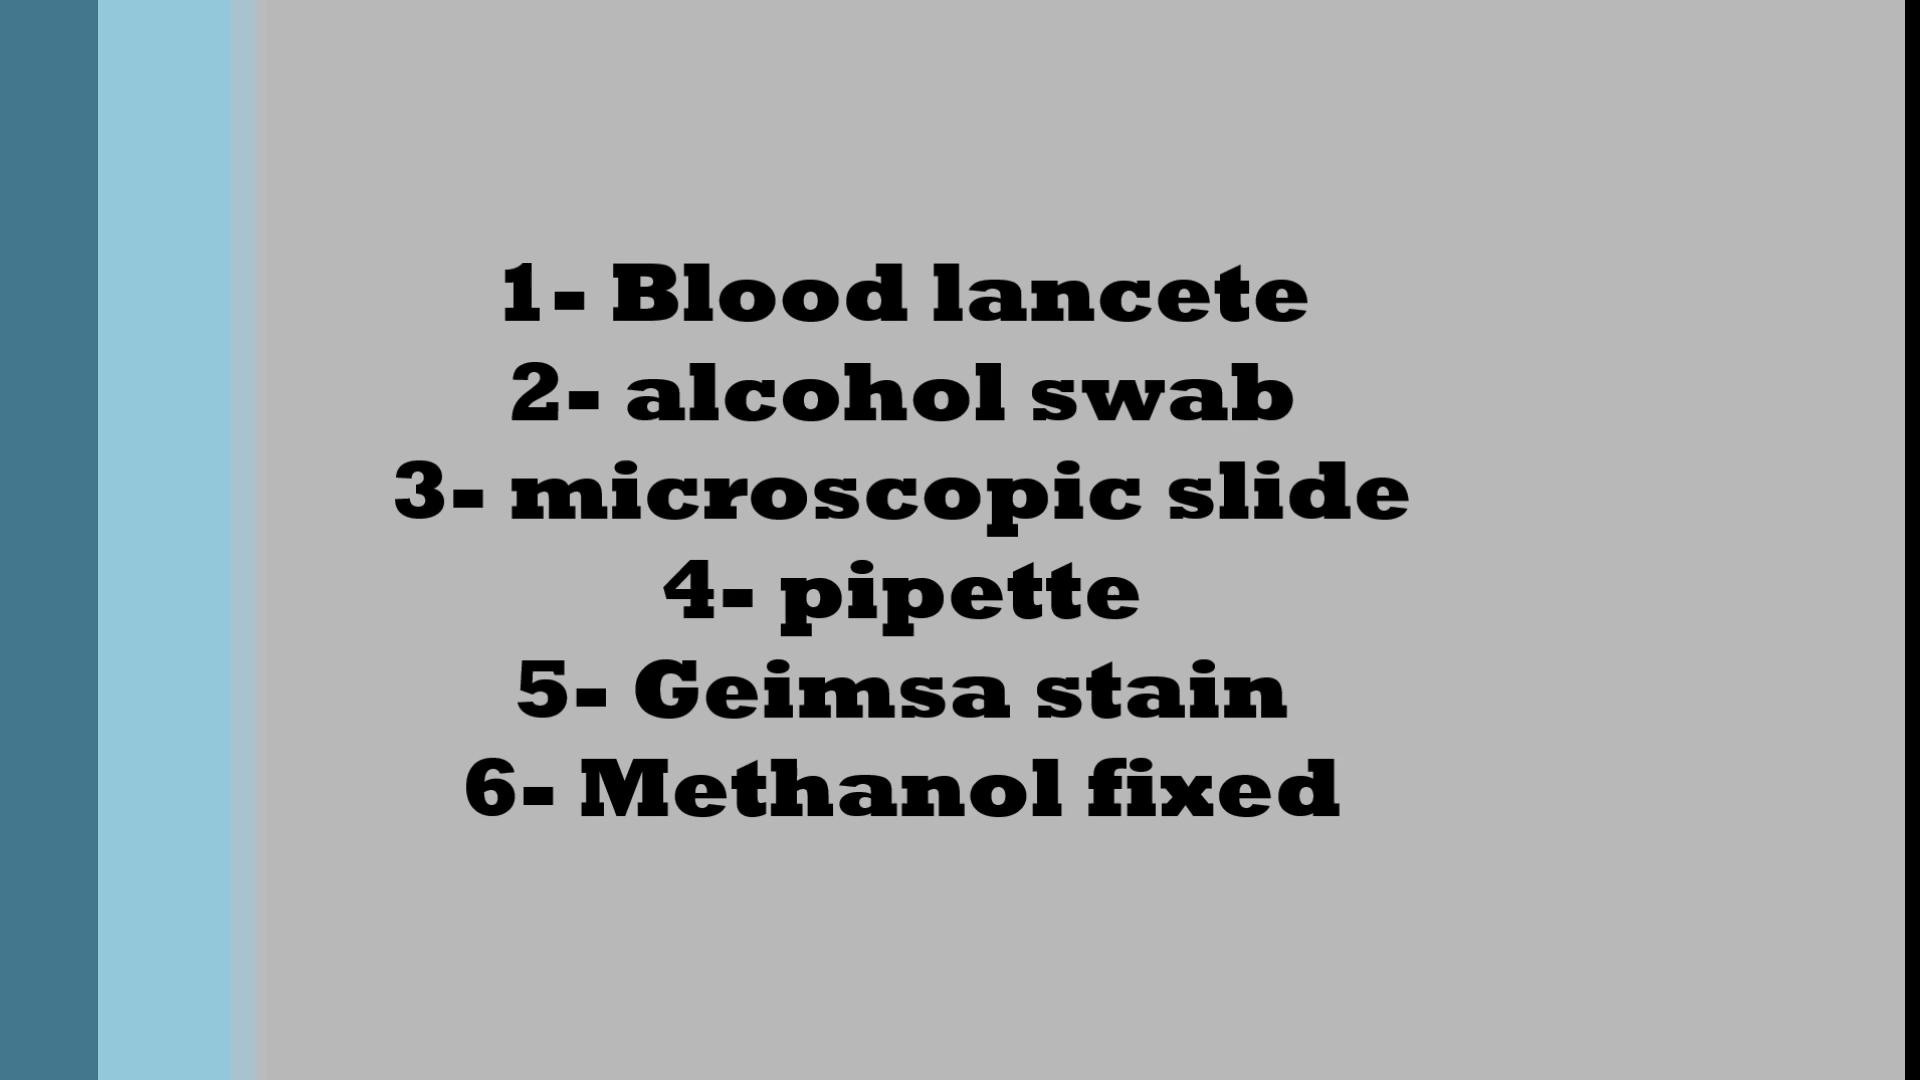 1- Blood lancete
2- alcohol swab
3- microscopic slide
4- pipette
5- Geimsa stain
6- Methanol fixed